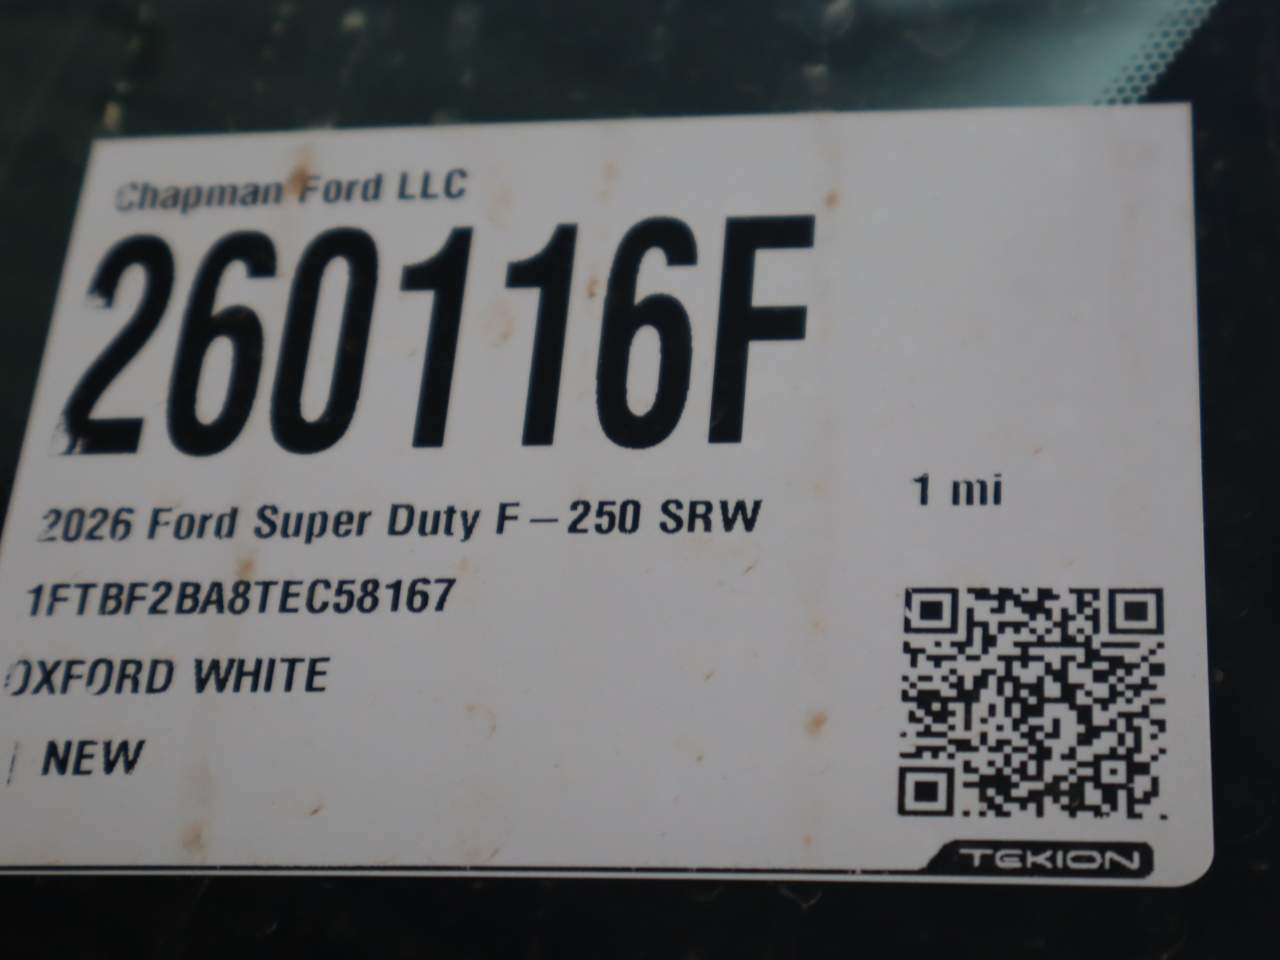 Chapman Ford LLC
260116F
2026 Ford Super Duty F-250 SRW
1 mi
1FTBF2BA8TEC58167
OXFORD WHITE
| NEW
TEKION